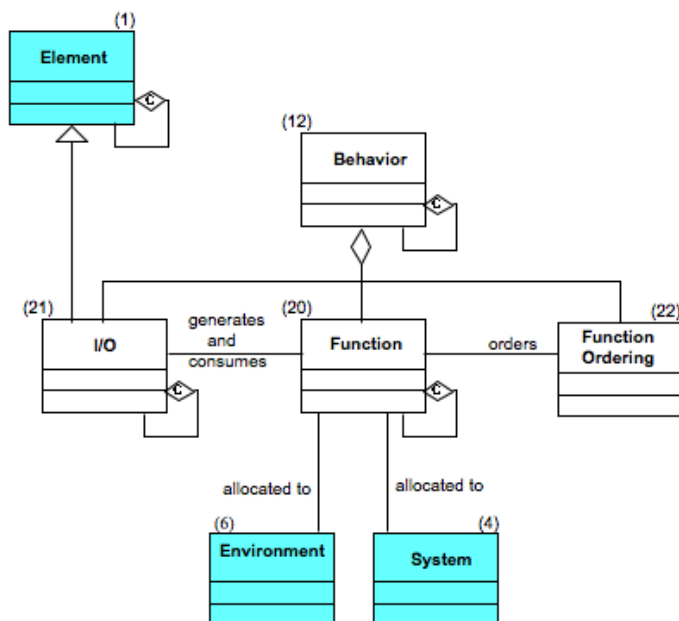 (1)
Element
C
(12)
Behavior
C
(21)
I/O
C
generates
and
consumes
(20)
Function
C
orders
(22)
Function
Ordering
allocated to
allocated to
(6)
Environment
(4)
System